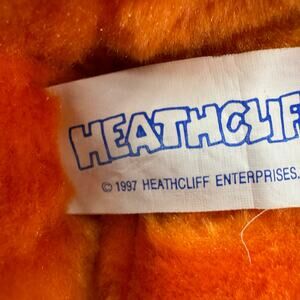 HEATHCLIF
© 1997 HEATHCLIFF ENTERPRISES.